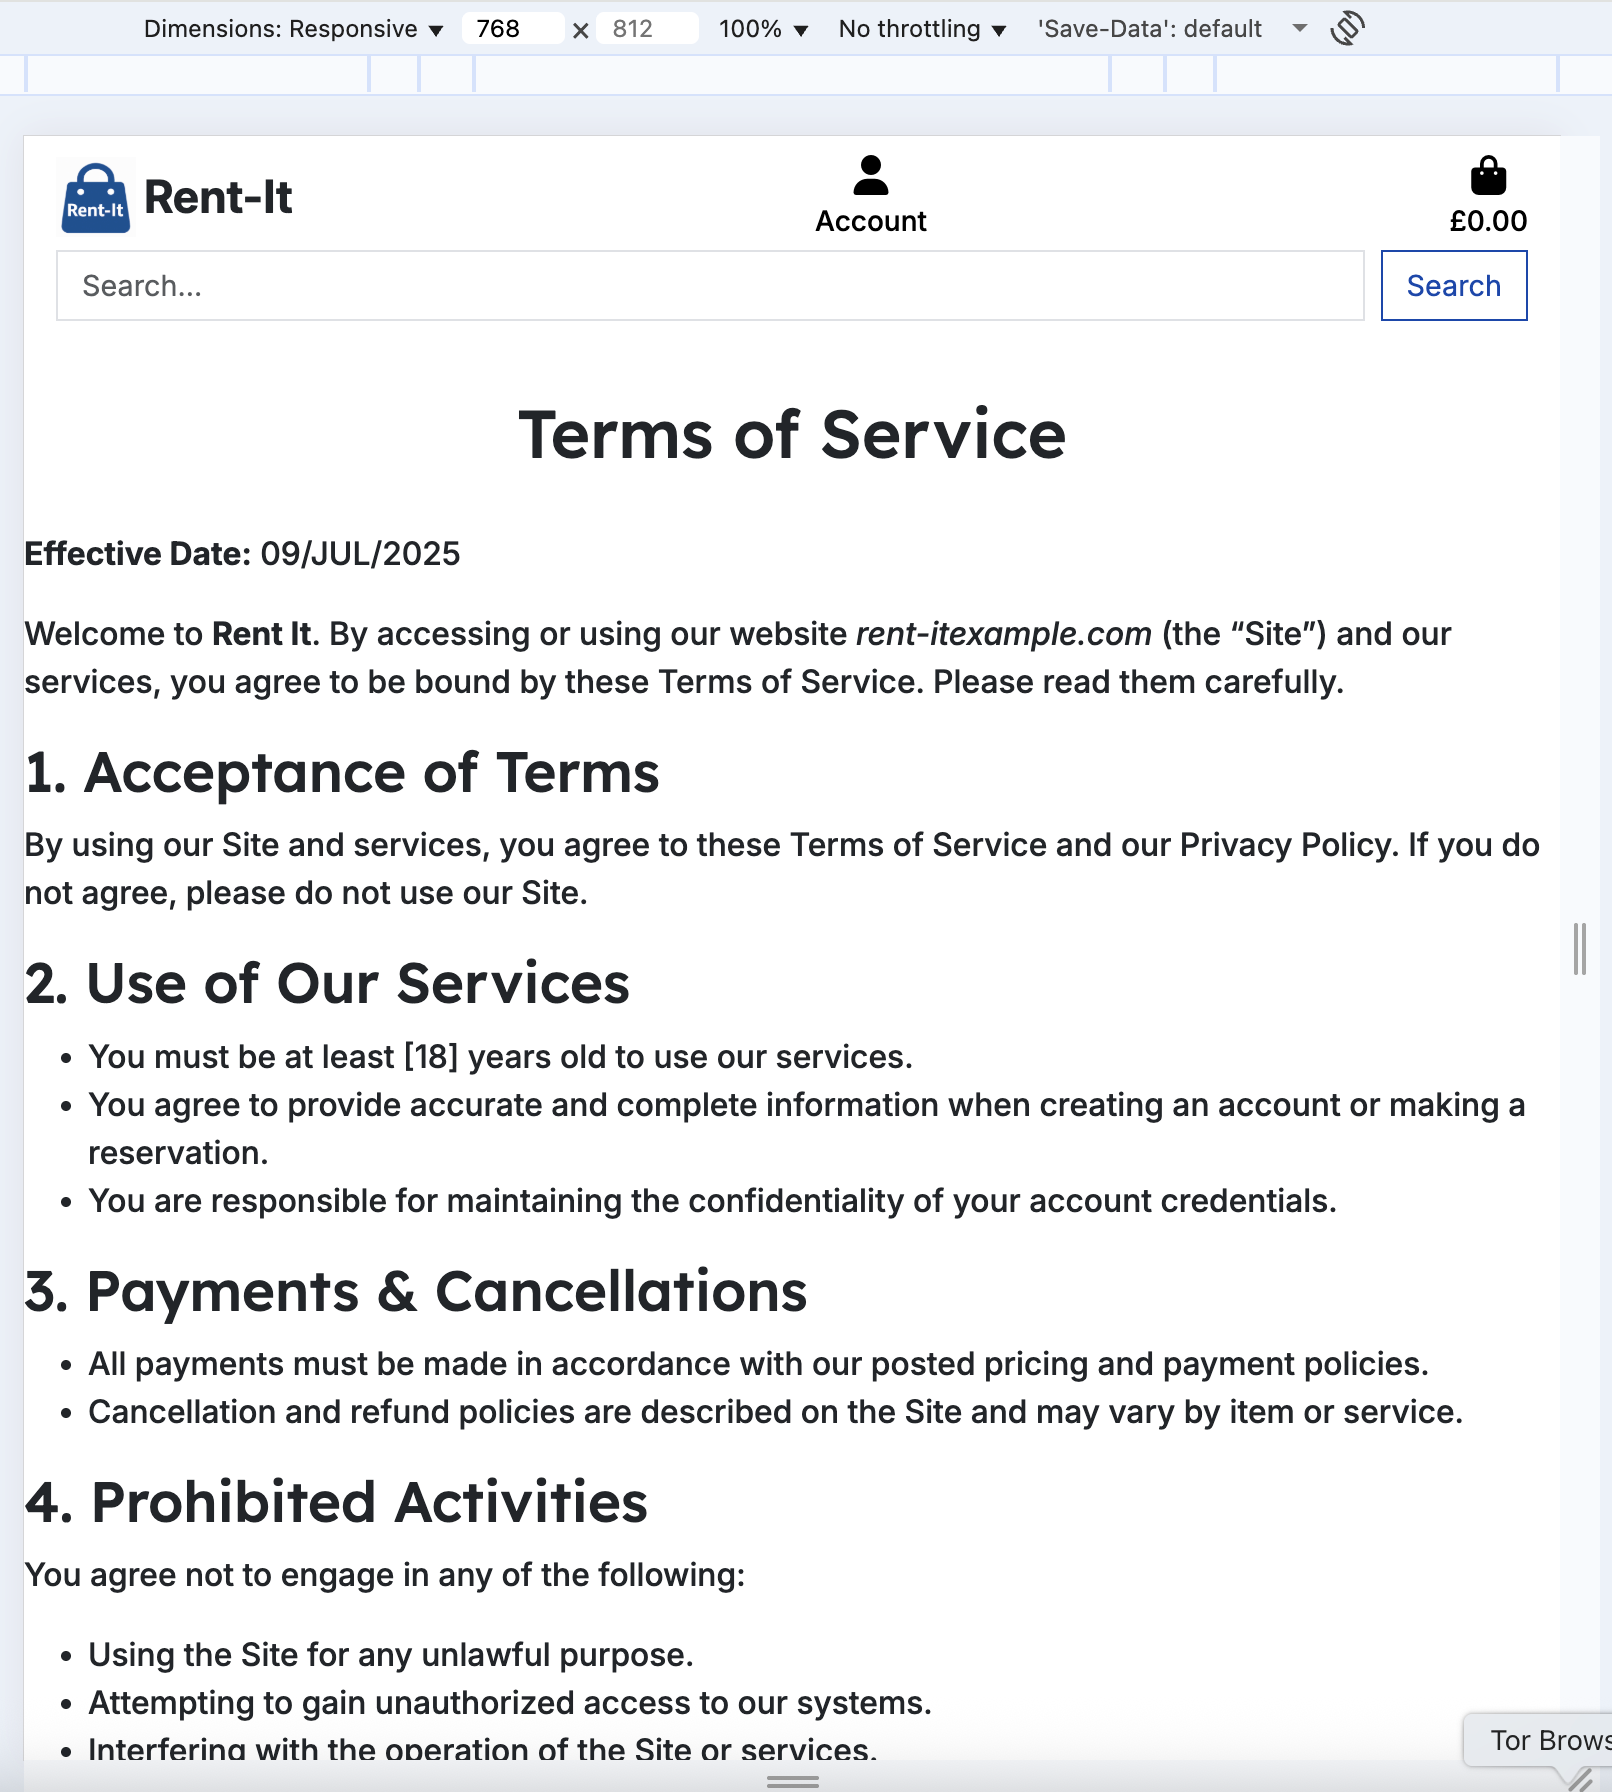 Dimensions: Responsive ▼ 768 × 812 100% ▼ No throttling ▼ 'Save-Data': default
Rent-It Rent-It
Account
£0.00
Search...
Search
Terms of Service
Effective Date: 09/JUL/2025
Welcome to Rent It. By accessing or using our website rent-itexample.com (the “Site”) and our
services, you agree to be bound by these Terms of Service. Please read them carefully.
1. Acceptance of Terms
By using our Site and services, you agree to these Terms of Service and our Privacy Policy. If you do
not agree, please do not use our Site.
2. Use of Our Services
• You must be at least [18] years old to use our services.
• You agree to provide accurate and complete information when creating an account or making a
reservation.
• You are responsible for maintaining the confidentiality of your account credentials.
3. Payments & Cancellations
• All payments must be made in accordance with our posted pricing and payment policies.
• Cancellation and refund policies are described on the Site and may vary by item or service.
4. Prohibited Activities
You agree not to engage in any of the following:
• Using the Site for any unlawful purpose.
• Attempting to gain unauthorized access to our systems.
• Interfering with the operation of the Site or services.
Tor Brows